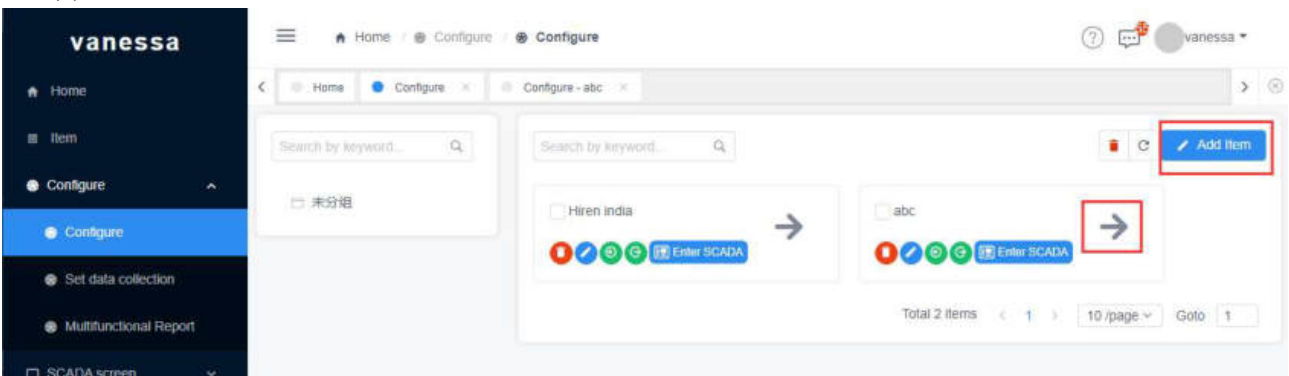 vanessa
Home / Configure / Configure
vanessa
Home
Configure
Configure - abc
Home
Item
Configure
Configure
Set data collection
Multifunctional Report
SCADA screen
Search by keyword...
未分组
Search by keyword...
Add Item
Hiren india
Enter SCADA
abc
Enter SCADA
Total 2 items < 1 > 10 /page Goto 1